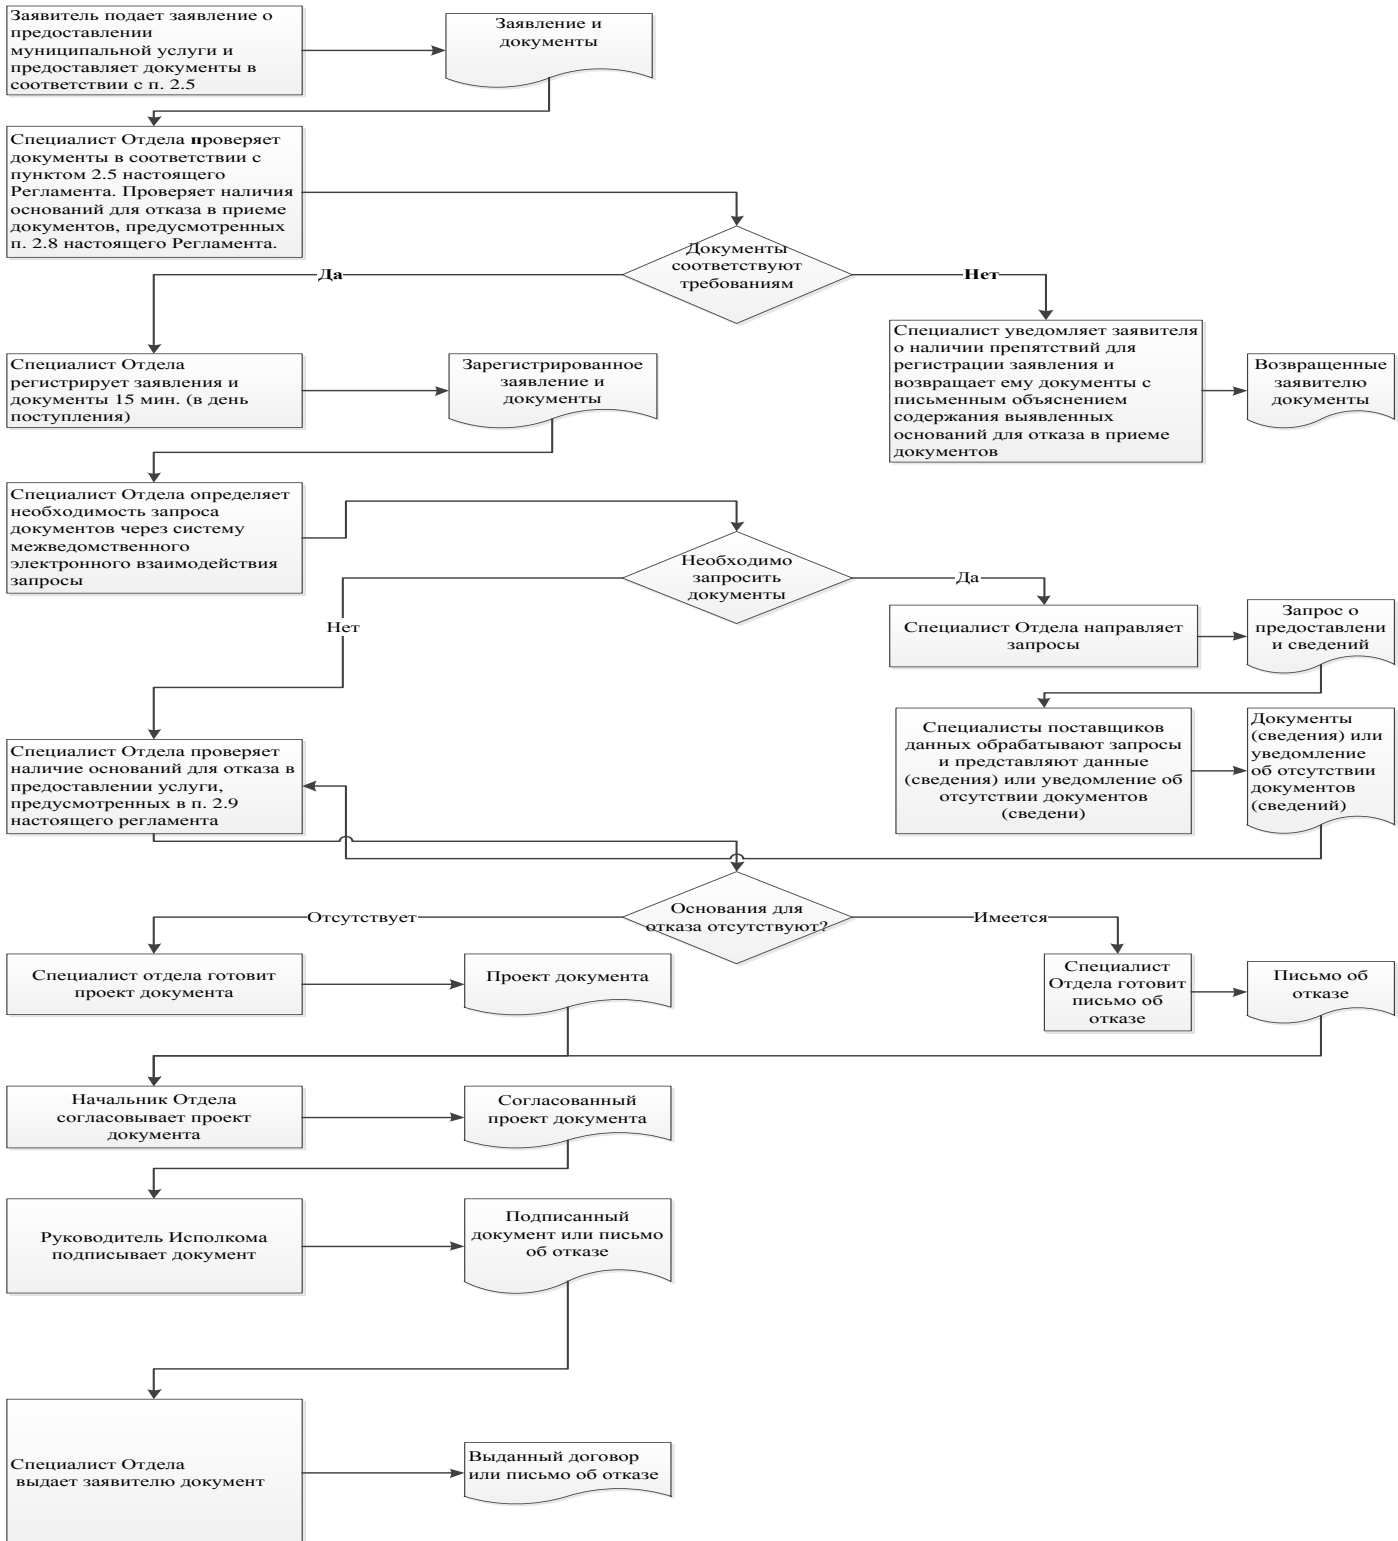 Заявитель подает заявление о
предоставлении
муниципальной услуги и
предоставляет документы в
соответствии с п. 2.5
Заявление и
документы
Специалист Отдела проверяет
документы в соответствии с
пунктом 2.5 настоящего
Регламента. Проверяет наличия
оснований для отказа в приеме
документов, предусмотренных
п. 2.8 настоящего Регламента.
Документы
соответствуют
требованиям
Да
Нет
Специалист Отдела
регистрирует заявления и
документы 15 мин. (в день
поступления)
Зарегистрированное
заявление и
документы
Специалист уведомляет заявителя
о наличии препятствий для
регистрации заявления и
возвращает ему документы с
письменным объяснением
содержания выявленных
оснований для отказа в приеме
документов
Возвращенные
заявителю
документы
Специалист Отдела определяет
необходимость запроса
документов через систему
межведомственного
электронного взаимодействия
запросы
Необходимо
запросить
документы
Да
Нет
Специалист Отдела направляет
запросы
Запрос о
предоставлени
и сведений
Специалисты поставщиков
данных обрабатывают запросы
и представляют данные
(сведения) или уведомление об
отсутствии документов
(сведени)
Документы
(сведения) или
уведомление
об отсутствии
документов
(сведений)
Специалист Отдела проверяет
наличие оснований для отказа в
предоставлении услуги,
предусмотренных в п. 2.9
настоящего регламента
Основания для
отказа отсутствуют?
Отсутствует
Имеется
Специалист отдела готовит
проект документа
Проект документа
Специалист
Отдела готовит
письмо об
отказе
Письмо об
отказе
Начальник Отдела
согласовывает проект
документа
Согласованный
проект документа
Руководитель Исполкома
подписывает документ
Подписанный
документ или письмо
об отказе
Специалист Отдела
выдает заявителю документ
Выданный договор
или письмо об отказе